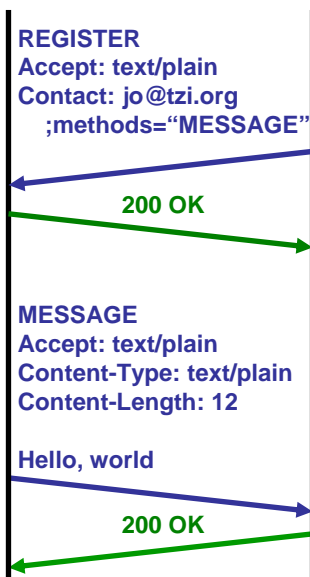 REGISTER
Accept: text/plain
Contact: jo@tzi.org
;methods=“MESSAGE”
200 OK
MESSAGE
Accept: text/plain
Content-Type: text/plain
Content-Length: 12
Hello, world
200 OK